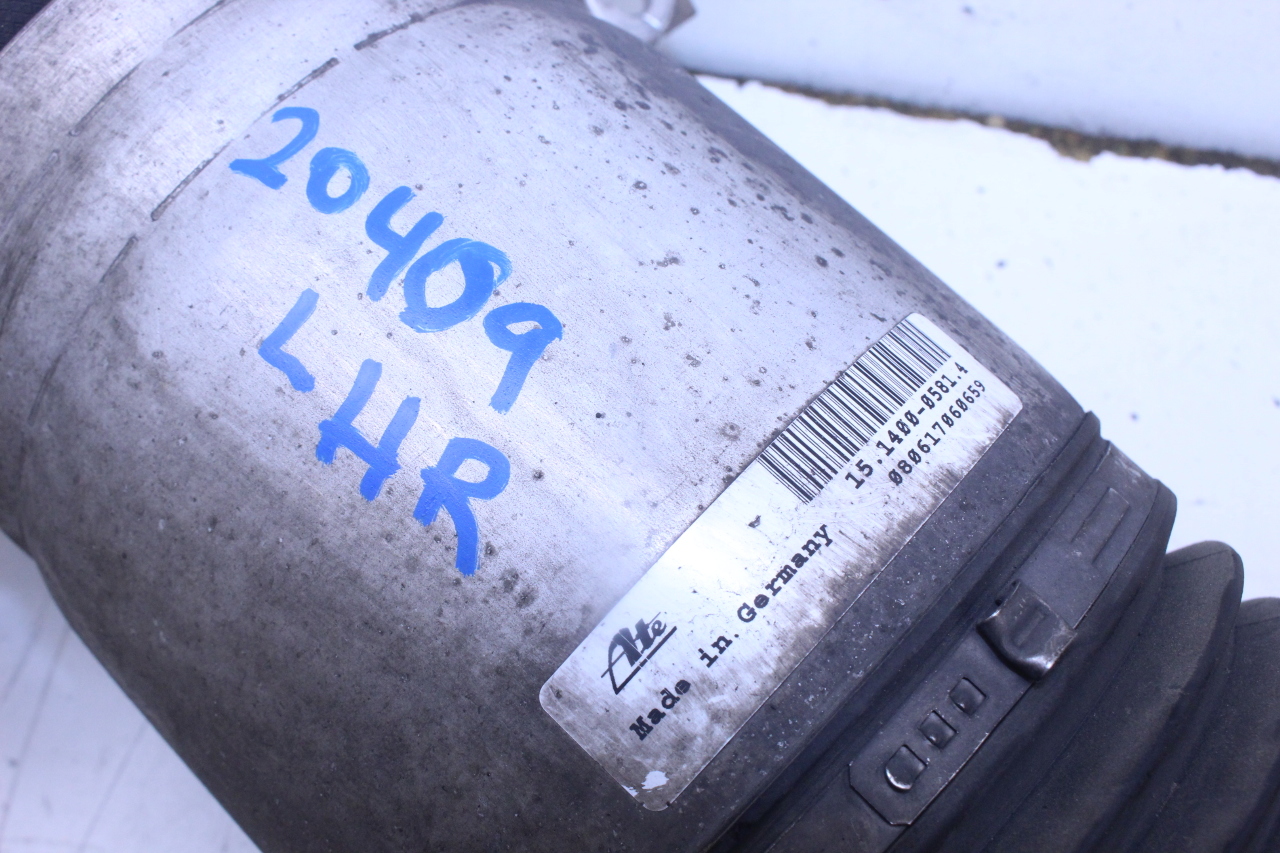 20409
LHR
15.1400-0581.4
080617060659
Ate
Made in Germany